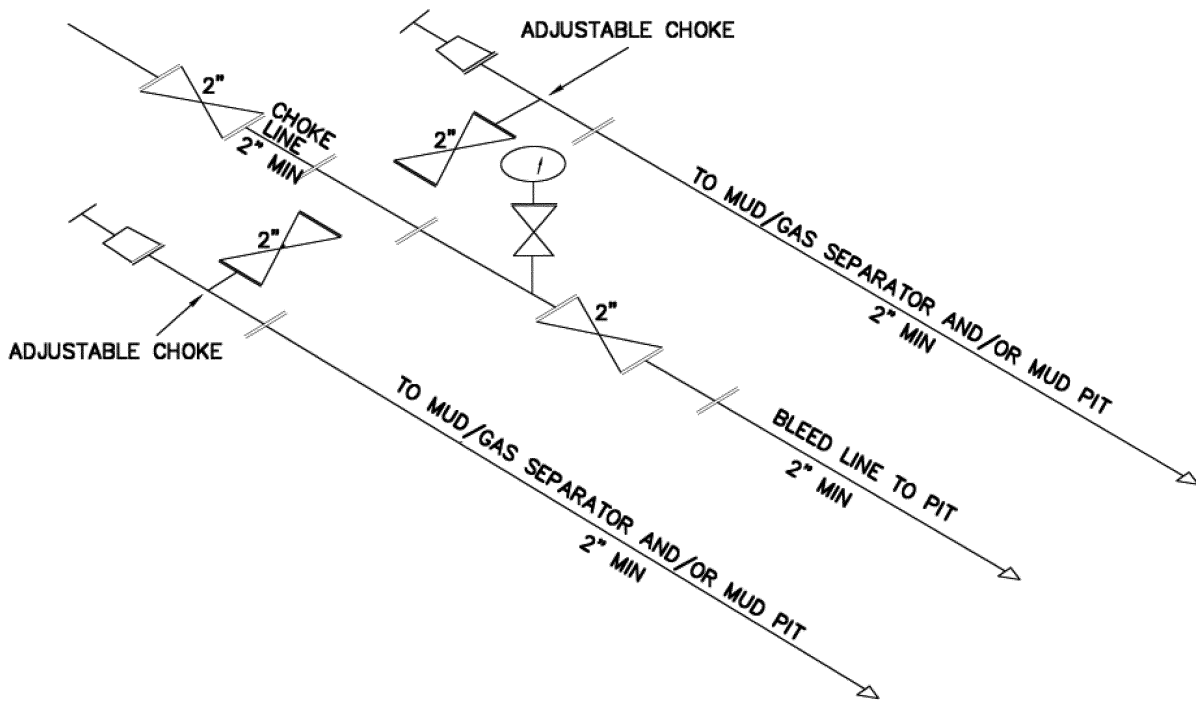 ADJUSTABLE CHOKE
2"
CHOKE
LINE
2" MIN
2"
2"
TO MUD/GAS SEPARATOR AND/OR MUD PIT
2" MIN
2"
ADJUSTABLE CHOKE
TO MUD/GAS SEPARATOR AND/OR MUD PIT
2" MIN
BLEED LINE TO PIT
2" MIN